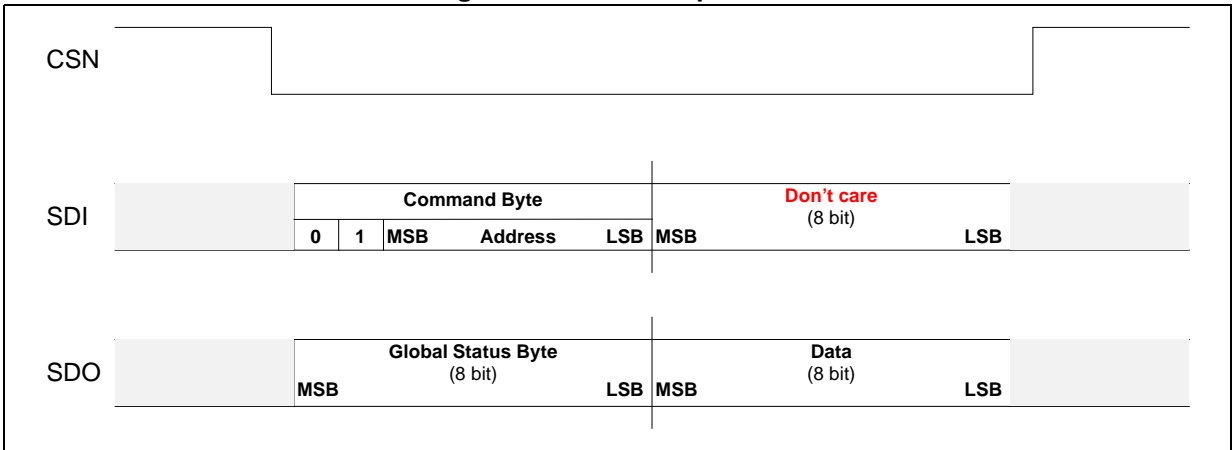 CSN
SDI
Command Byte
Don't care
(8 bit)
0 1 MSB Address LSB MSB LSB
SDO
Global Status Byte
Data
(8 bit) (8 bit)
MSB LSB MSB LSB